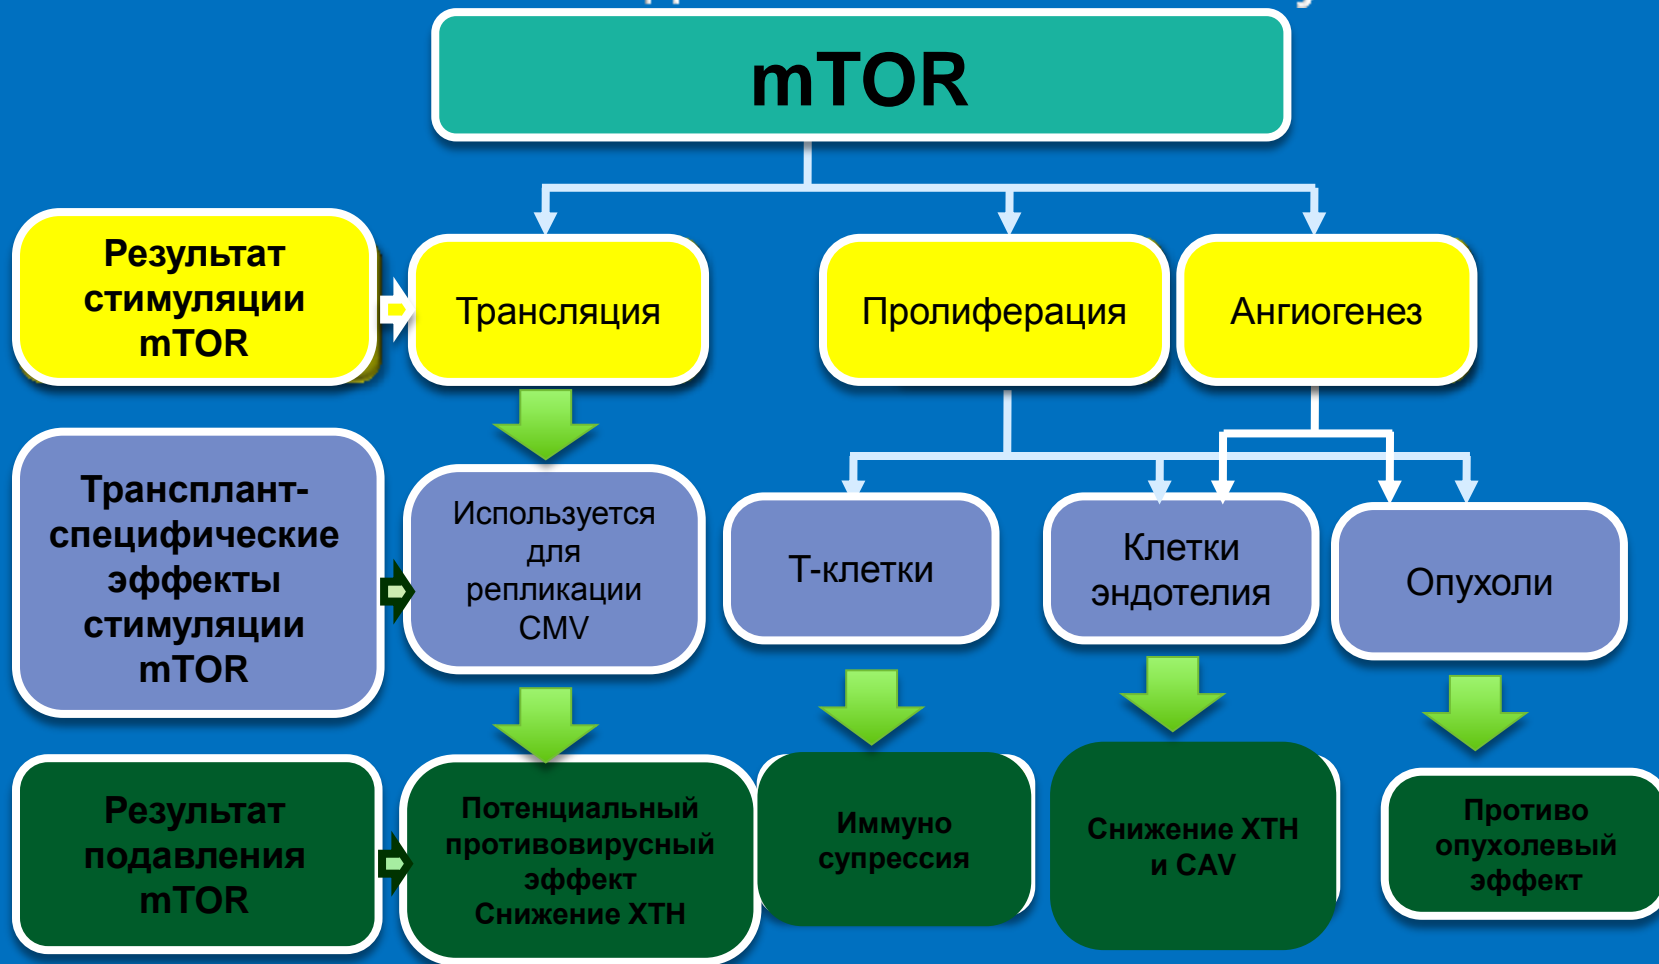 mTOR
Результат
стимуляции
mTOR
Трансляция
Пролиферация
Ангиогенез
Трансплант-
специфические
эффекты
стимуляции
mTOR
Используется
для
репликации
CMV
Т-клетки
Клетки
эндотелия
Опухоли
Результат
подавления
mTOR
Потенциальный
противовирусный
эффект
Снижение ХТН
Иммуно
супрессия
Снижение ХТН
и CAV
Противо
опухолевый
эффект